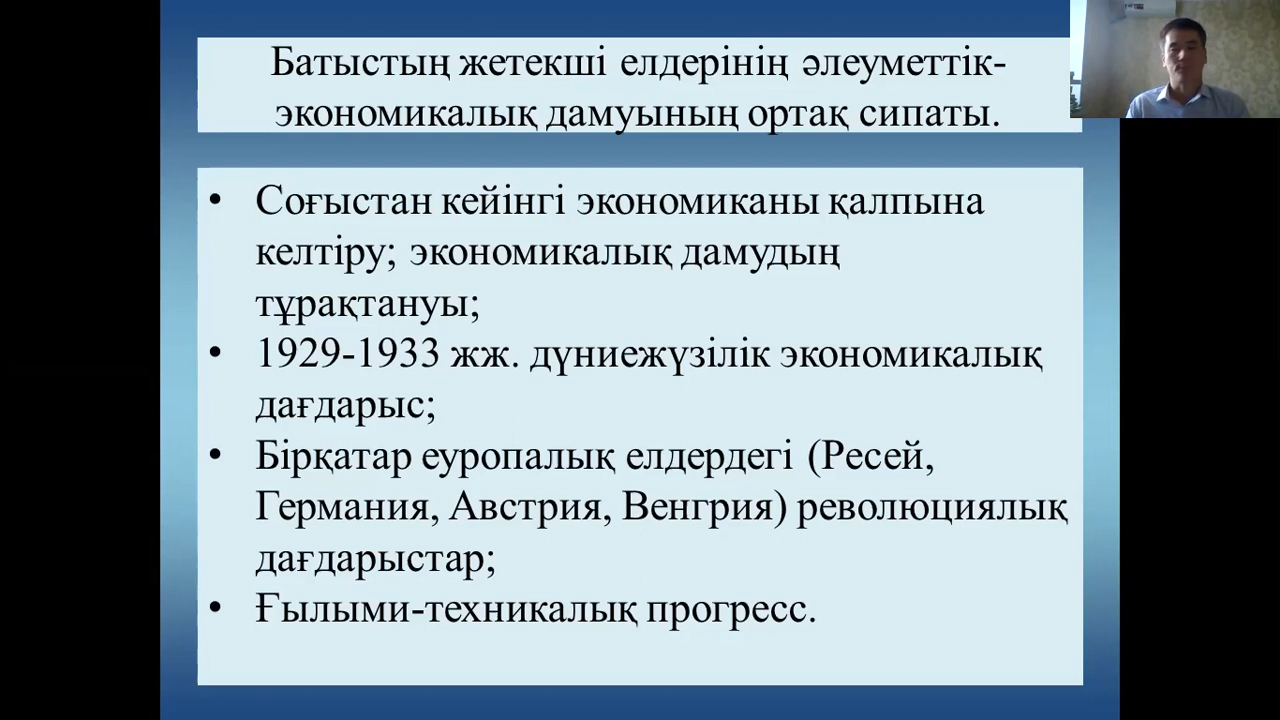 Батыстың жетекші елдерінің әлеуметтік-
экономикалық дамуының ортақ сипаты.
• Соғыстан кейінгі экономиканы қалпына
келтіру; экономикалық дамудың
тұрақтануы;
• 1929-1933 жж. дүниежүзілік экономикалық
дағдарыс;
• Бірқатар еуропалық елдердегі (Ресей,
Германия, Австрия, Венгрия) революциялық
дағдарыстар;
• Ғылыми-техникалық прогресс.